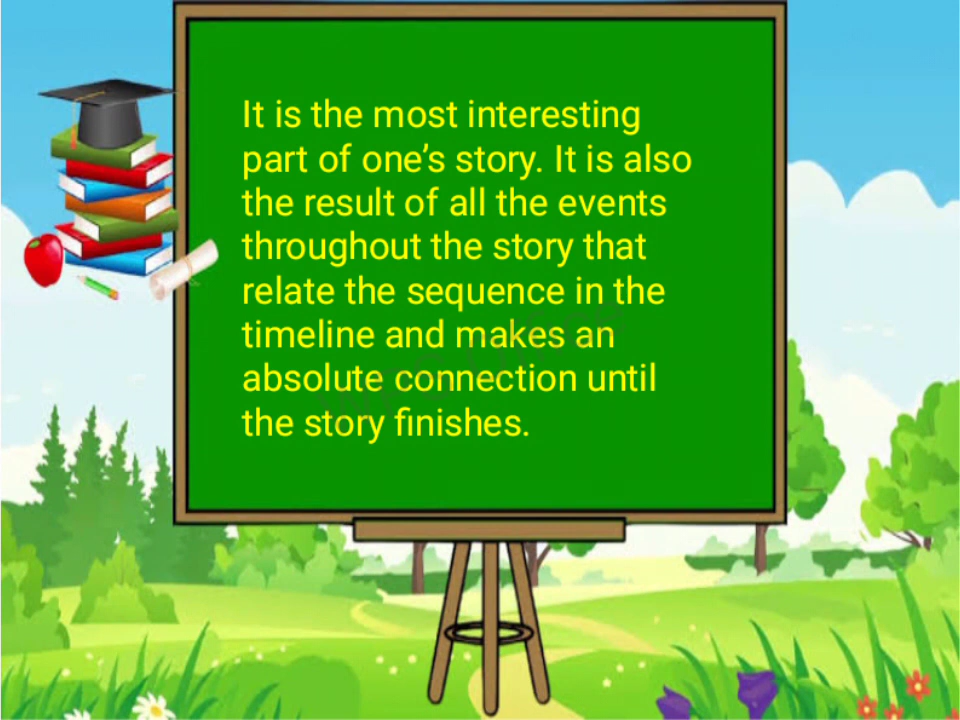 It is the most interesting
part of one’s story. It is also
the result of all the events
throughout the story that
relate the sequence in the
timeline and makes an
absolute connection until
the story finishes.